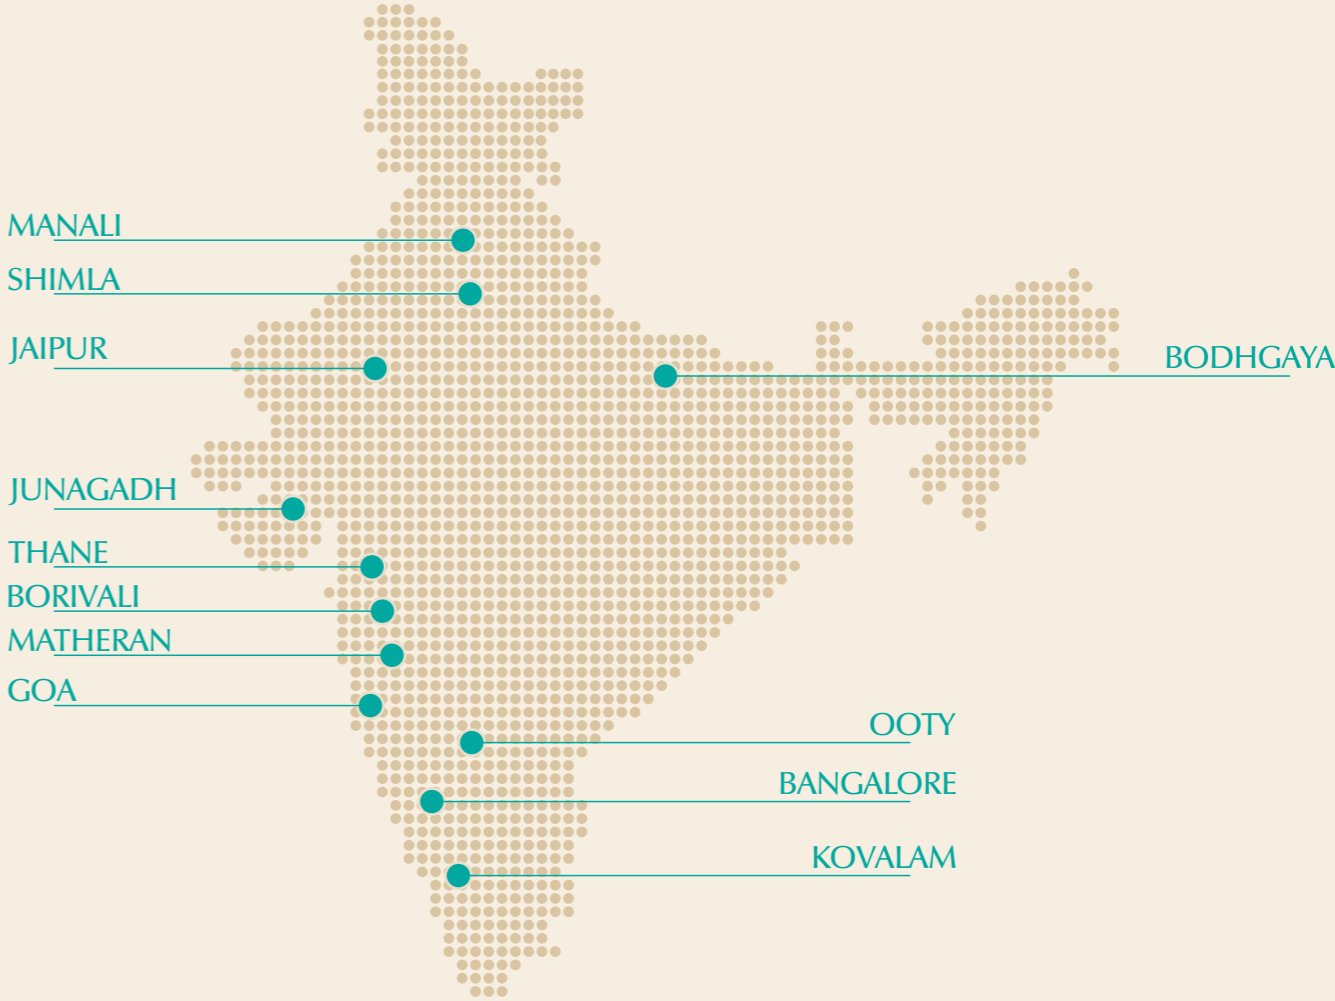 MANALI
SHIMLA
JAIPUR
BODHGAYA
JUNAGADH
THANE
BORIVALI
MATHERAN
GOA
OOTY
BANGALORE
KOVALAM